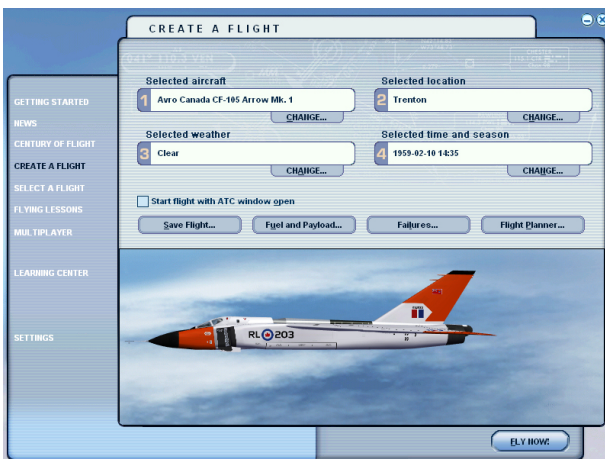 CREATE A FLIGHT
GETTING STARTED
NEWS
CENTURY OF FLIGHT
CREATE A FLIGHT
SELECT A FLIGHT
FLYING LESSONS
MULTIPLAYER
LEARNING CENTER
SETTINGS
Selected aircraft
1 Avro Canada CF-105 Arrow Mk. 1
CHANGE...
Selected location
2 Trenton
CHANGE...
Selected weather
3 Clear
CHANGE...
Selected time and season
4 1959-02-10 14:35
CHANGE...
Start flight with ATC window open
Save Flight... Fuel and Payload... Failures... Flight Planner...
RL 203
FLY NOW!